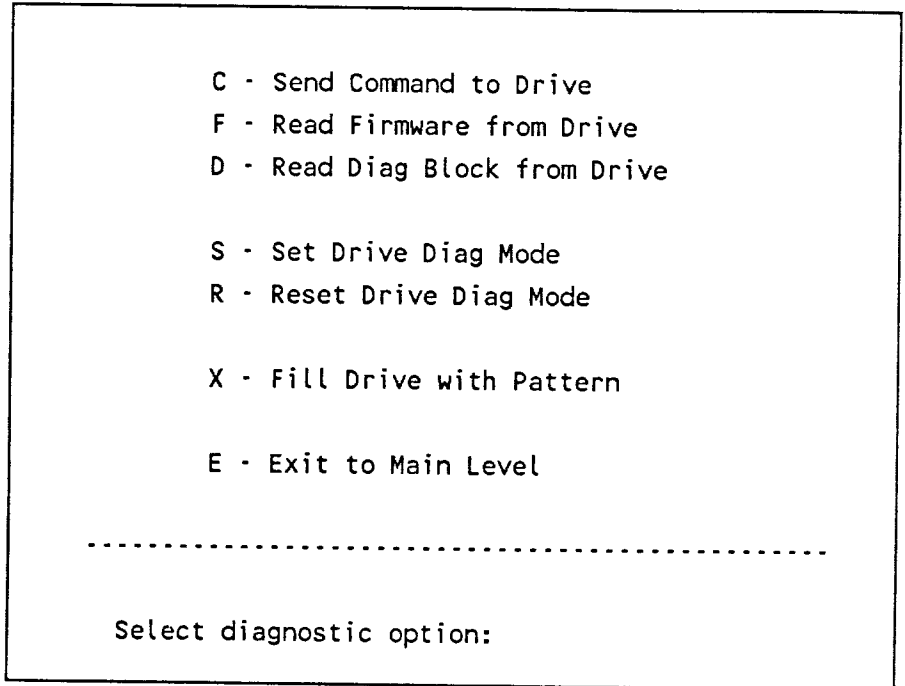 C - Send Command to Drive
F - Read Firmware from Drive
D - Read Diag Block from Drive
S - Set Drive Diag Mode
R - Reset Drive Diag Mode
X - Fill Drive with Pattern
E - Exit to Main Level
-------------------------------------------------
Select diagnostic option: